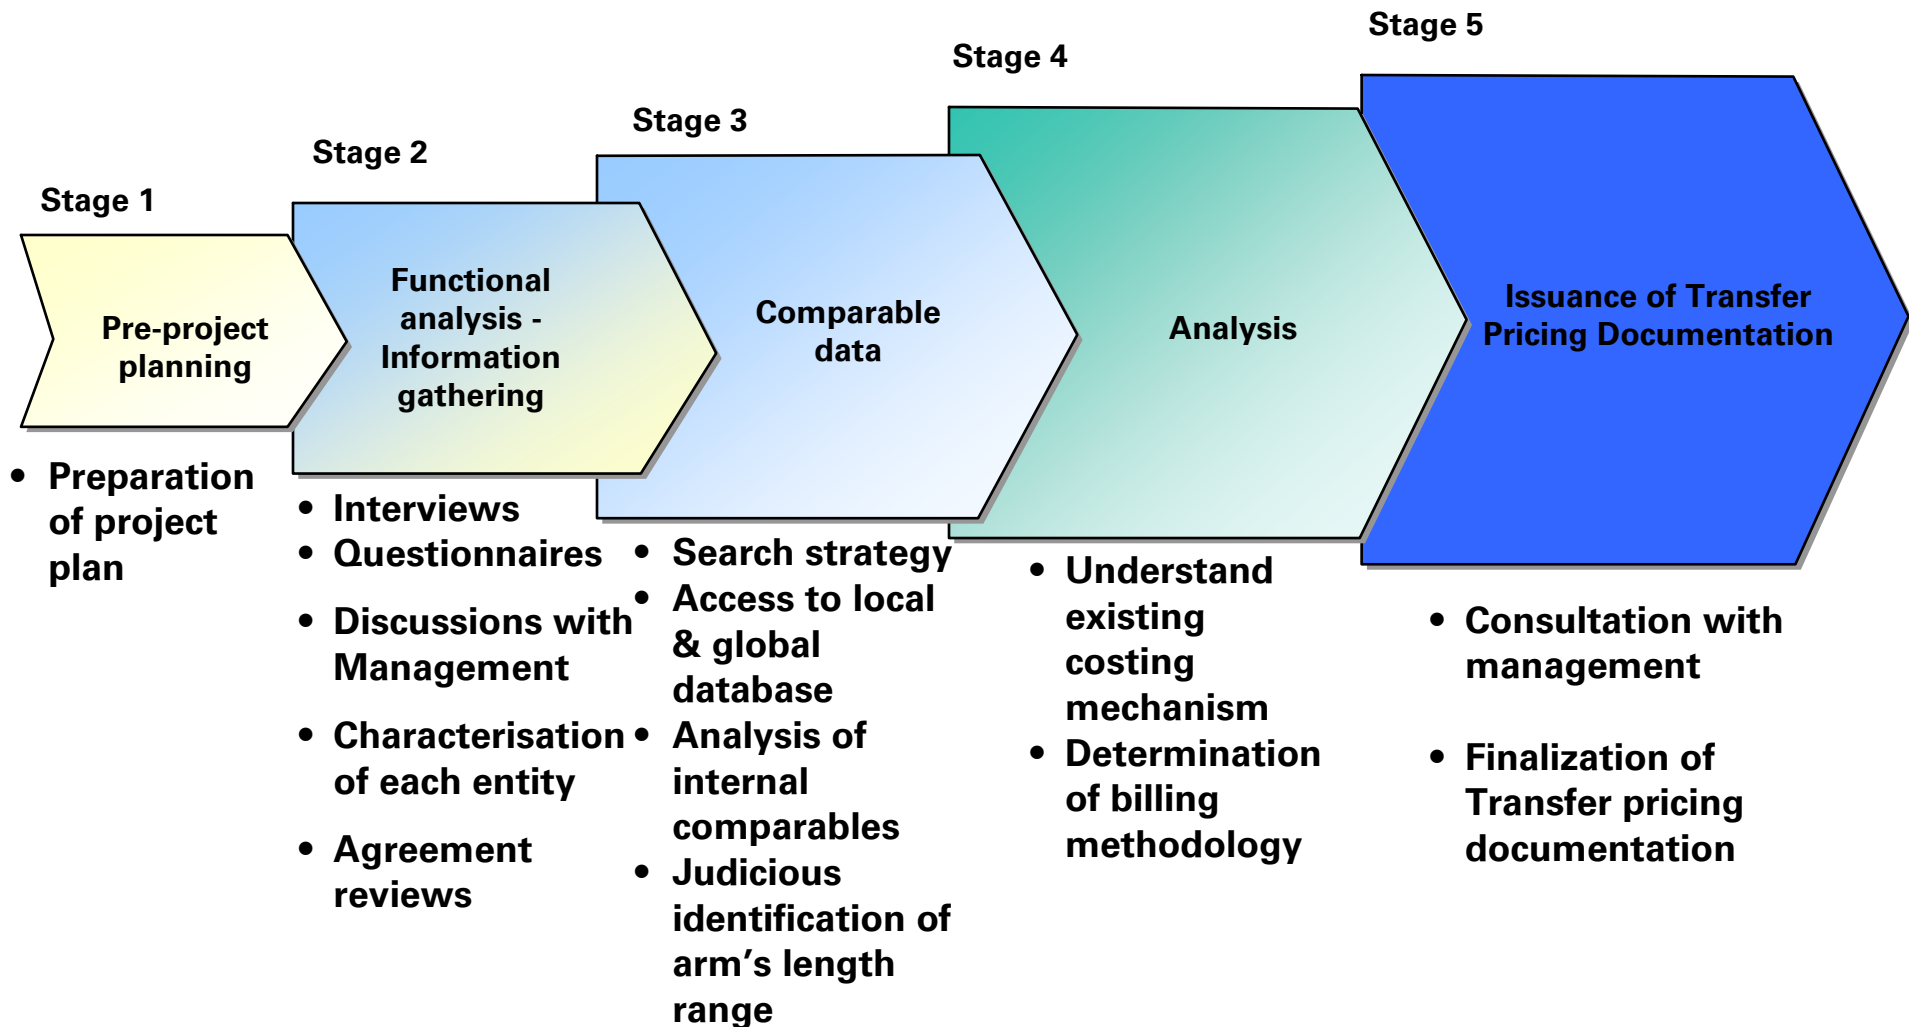 Stage 1
Pre-project
planning
• Preparation
of project
plan
Stage 2
Functional
analysis -
Information
gathering
• Interviews
• Questionnaires
• Discussions with
Management
• Characterisation
of each entity
• Agreement
reviews
Stage 3
Comparable
data
• Search strategy
• Access to local
& global
database
• Analysis of
internal
comparables
• Judicious
identification of
arm’s length
range
Stage 4
Analysis
• Understand
existing
costing
mechanism
• Determination
of billing
methodology
Stage 5
Issuance of Transfer
Pricing Documentation
• Consultation with
management
• Finalization of
Transfer pricing
documentation